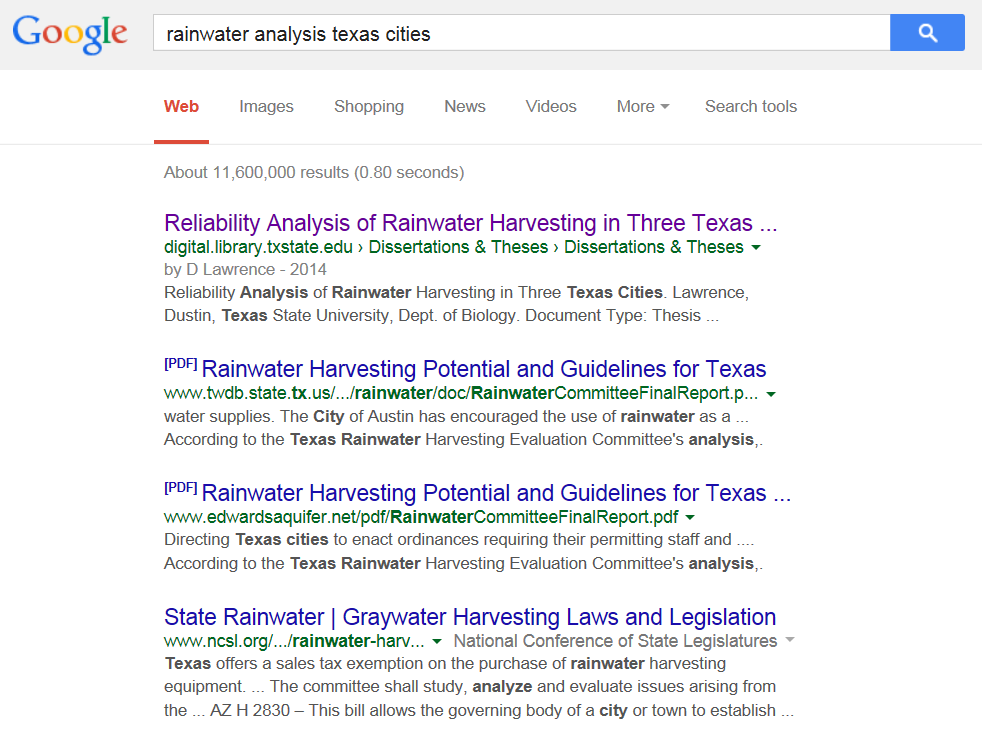 Google
rainwater analysis texas cities
Web Images Shopping News Videos More Search tools
About 11,600,000 results (0.80 seconds)
Reliability Analysis of Rainwater Harvesting in Three Texas ...
digital.library.txstate.edu › Dissertations & Theses › Dissertations & Theses
by D Lawrence - 2014
Reliability Analysis of Rainwater Harvesting in Three Texas Cities. Lawrence,
Dustin, Texas State University, Dept. of Biology. Document Type: Thesis ...
[PDF] Rainwater Harvesting Potential and Guidelines for Texas
www.twdb.state.tx.us/.../rainwater/doc/RainwaterCommitteeFinalReport.p...
water supplies. The City of Austin has encouraged the use of rainwater as a ...
According to the Texas Rainwater Harvesting Evaluation Committee's analysis,.
[PDF] Rainwater Harvesting Potential and Guidelines for Texas ...
www.edwardsaquifer.net/pdf/RainwaterCommitteeFinalReport.pdf
Directing Texas cities to enact ordinances requiring their permitting staff and ....
According to the Texas Rainwater Harvesting Evaluation Committee's analysis,.
State Rainwater | Graywater Harvesting Laws and Legislation
www.ncsl.org/.../rainwater-harv... National Conference of State Legislatures
Texas offers a sales tax exemption on the purchase of rainwater harvesting
equipment. ... The committee shall study, analyze and evaluate issues arising from
the ... AZ H 2830 – This bill allows the governing body of a city or town to establish ...